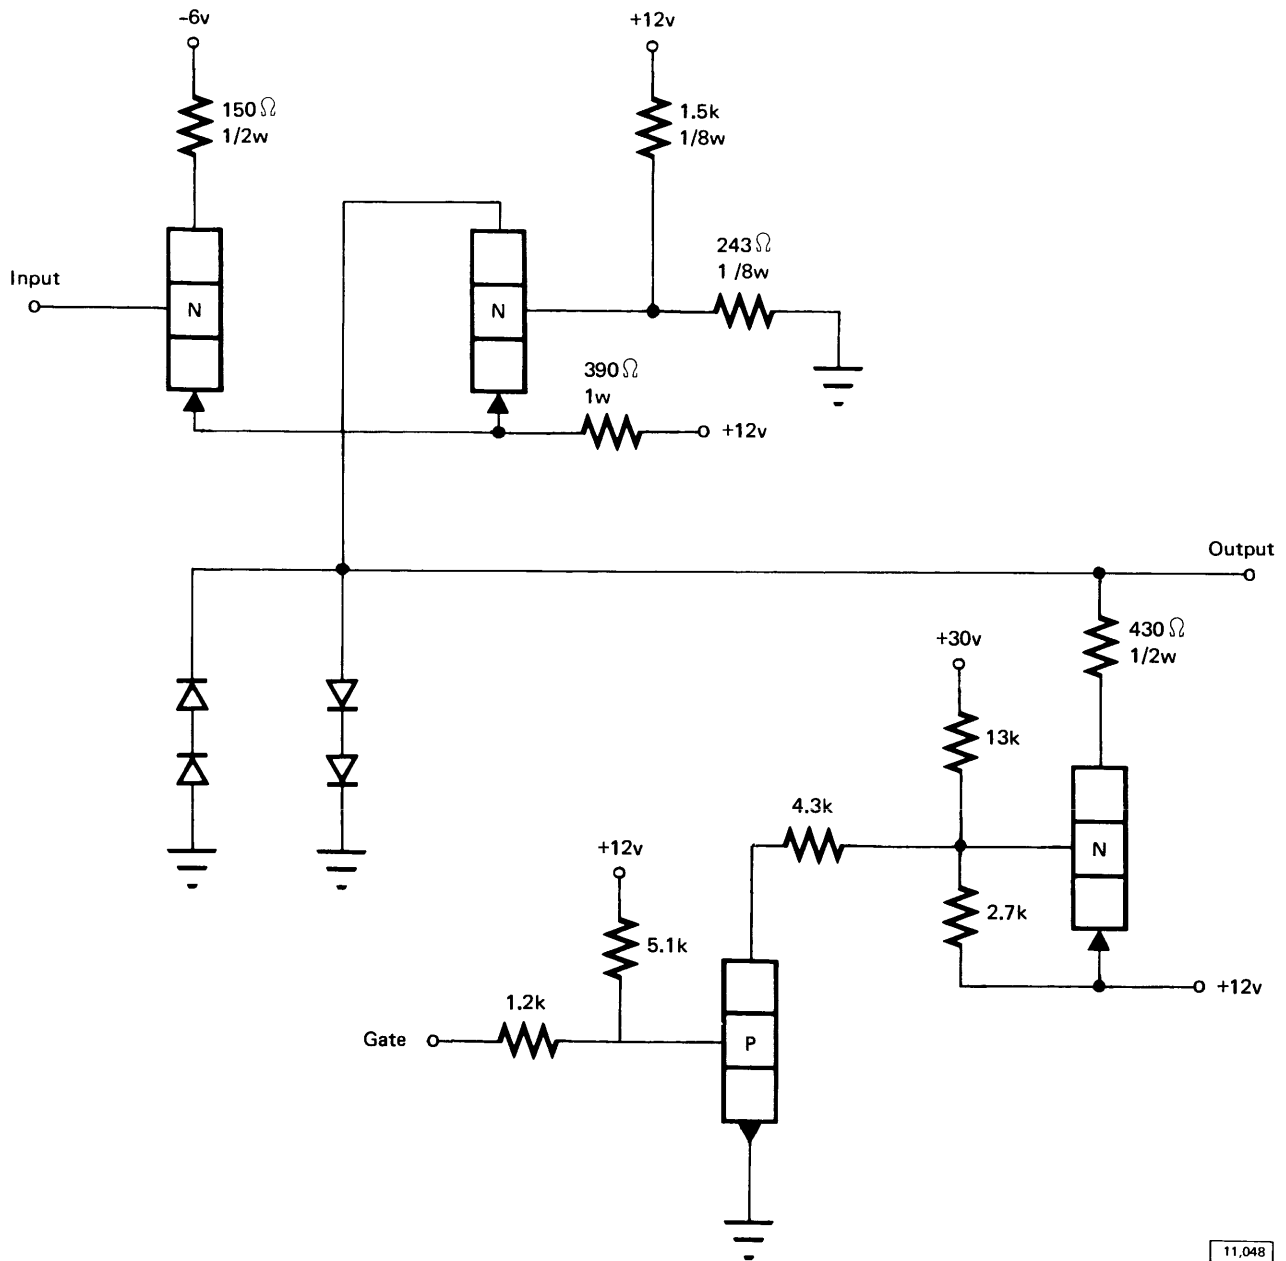 -6v
+12v
150Ω
1/2w
1.5k
1/8w
243Ω
1 /8w
Input
N
N
390Ω
1w
+12v
Output
+30v
430Ω
1/2w
13k
4.3k
+12v
N
2.7k
5.1k
1.2k
+12v
Gate
P
11,048